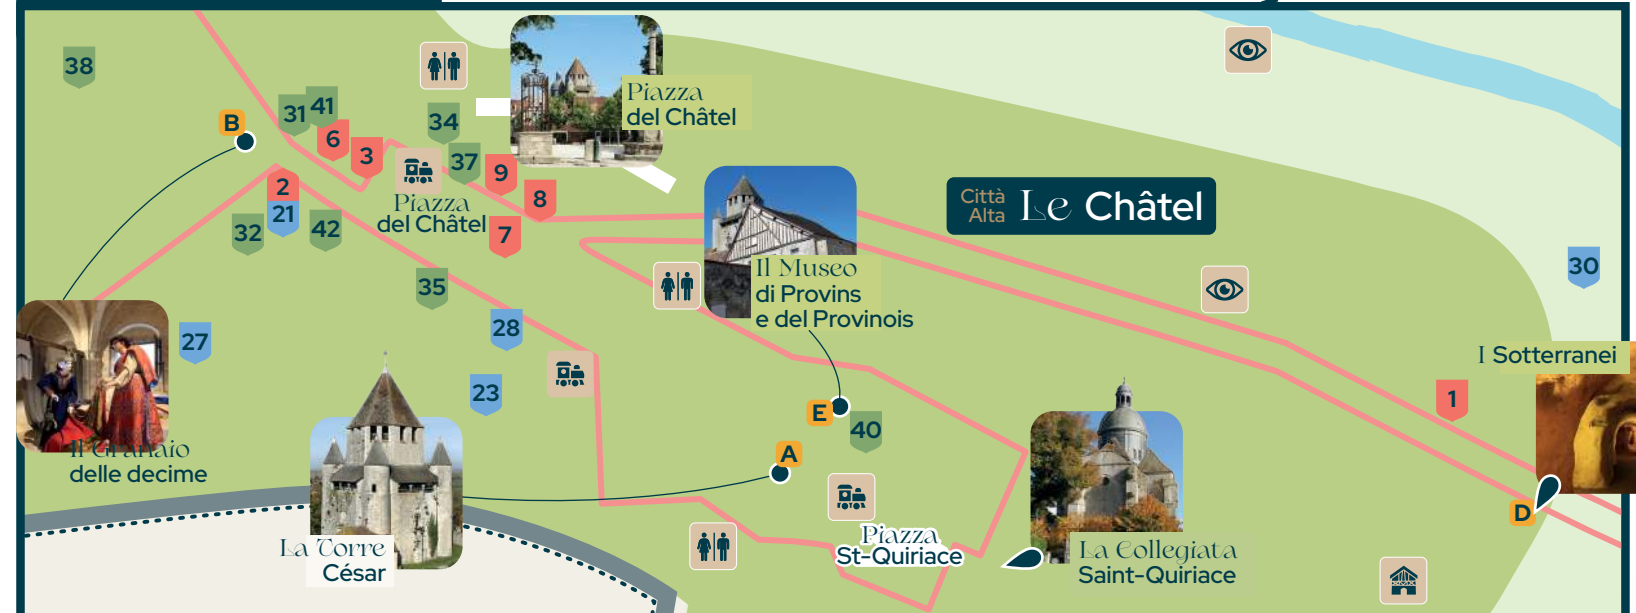 38
31
41
B
6
3
34
37
9
8
7
Piazza
del Châtel
Piazza
del Châtel
2
21
32
42
Città
Alta
Le Châtel
30
35
28
27
23
Il Museo
di Provins
e del Provinois
I Sotterranei
1
E
40
A
D
Il Granaio
delle decime
La Torre
César
Piazza
St-Quiriace
La Collegiata
Saint-Quiriace